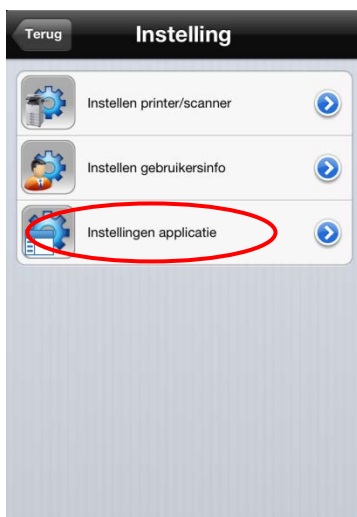 Terug
Instelling
Instellen printer/scanner
Instellen gebruikersinfo
Instellingen applicatie